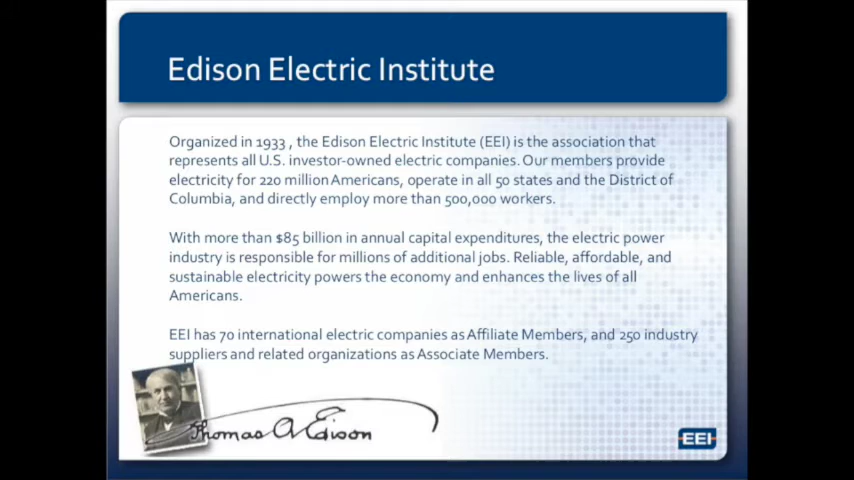 Edison Electric Institute
Organized in 1933 , the Edison Electric Institute (EEI) is the association that
represents all U.S. investor-owned electric companies. Our members provide
electricity for 220 million Americans, operate in all 50 states and the District of
Columbia, and directly employ more than 500,000 workers.
With more than $85 billion in annual capital expenditures, the electric power
industry is responsible for millions of additional jobs. Reliable, affordable, and
sustainable electricity powers the economy and enhances the lives of all
Americans.
EEI has 70 international electric companies as Affiliate Members, and 250 industry
suppliers and related organizations as Associate Members.
Thomas A Edison
EEI